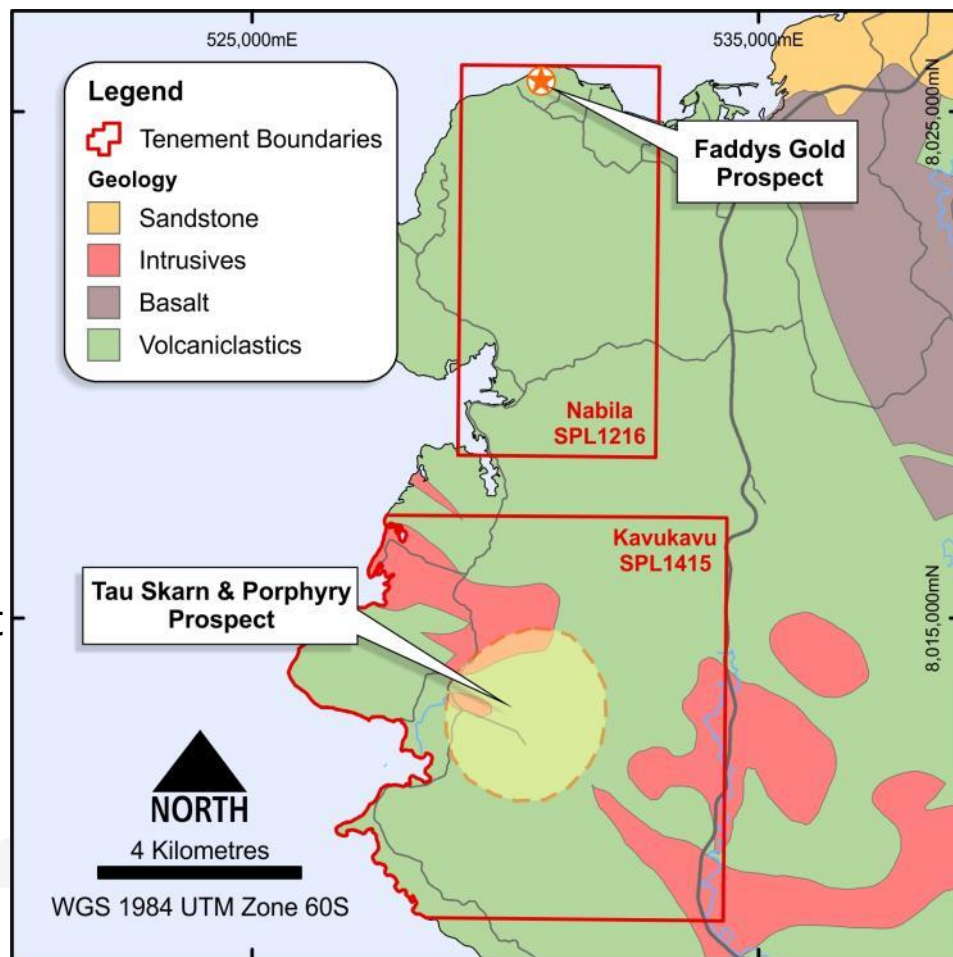 525,000mE
535,000mE
Legend
Tenement Boundaries
Geology
Sandstone
Intrusives
Basalt
Volcaniclastics
8,025,000mN
Faddys Gold
Prospect
Nabila
SPL1216
Kavukavu
SPL1415
Tau Skarn & Porphyry
Prospect
8,015,000mN
NORTH
4 Kilometres
WGS 1984 UTM Zone 60S